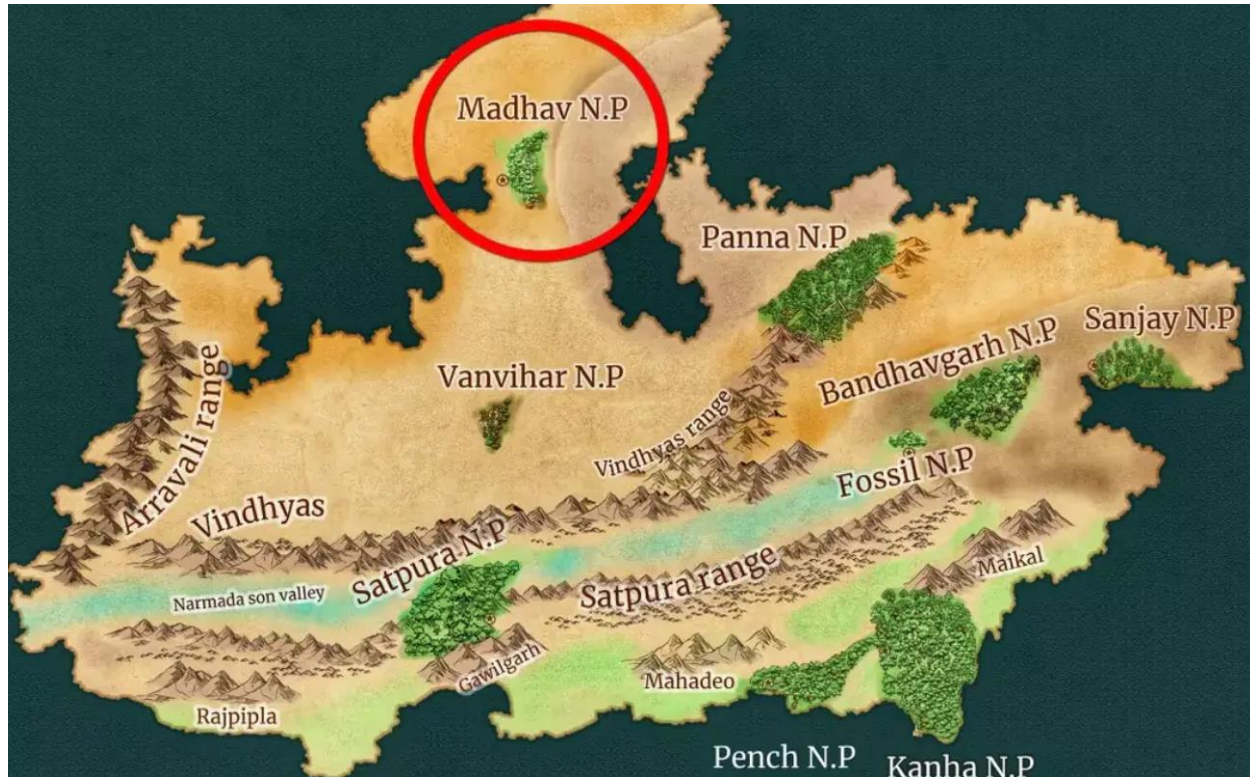 Madhav N.P
Panna N.P
Sanjay N.P
Bandhavgarh N.P
Vanvihar N.P
Arravali range
Vindhyas range
Fossil N.P
Vindhyas
Satpura N.P
Satpura range
Maikal
Narmada son valley
Gawilgarh
Mahadeo
Rajpipla
Pench N.P
Kanha N.P